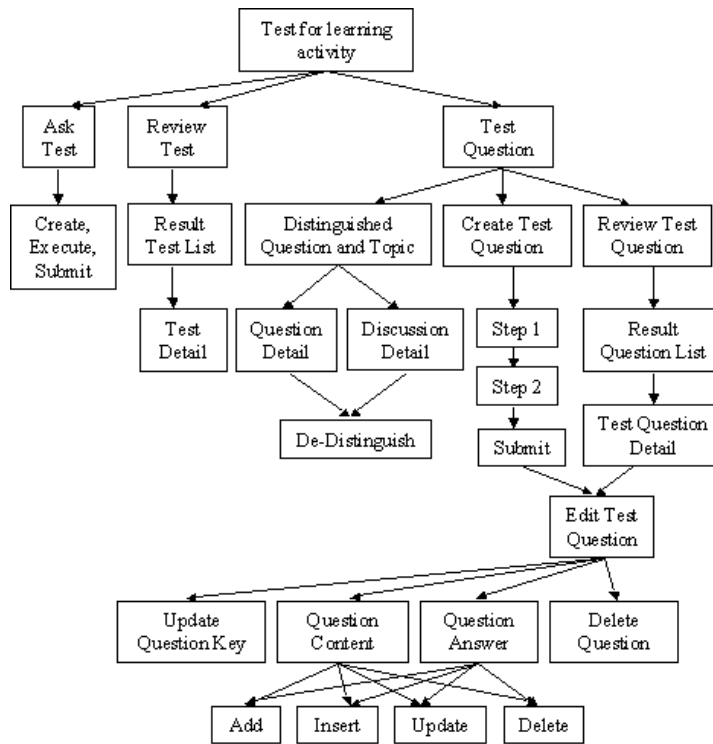 Test for learning
activity
Ask
Test
Review
Test
Test
Question
Create,
Execute,
Submit
Result
Test List
Distinguished
Question and Topic
Create Test
Question
Review Test
Question
Test
Detail
Question
Detail
Discussion
Detail
Step 1
Result
Question List
Step 2
De-Distinguish
Submit
Test Question
Detail
Edit Test
Question
Update
Question Key
Question
Content
Question
Answer
Delete
Question
Add
Insert
Update
Delete